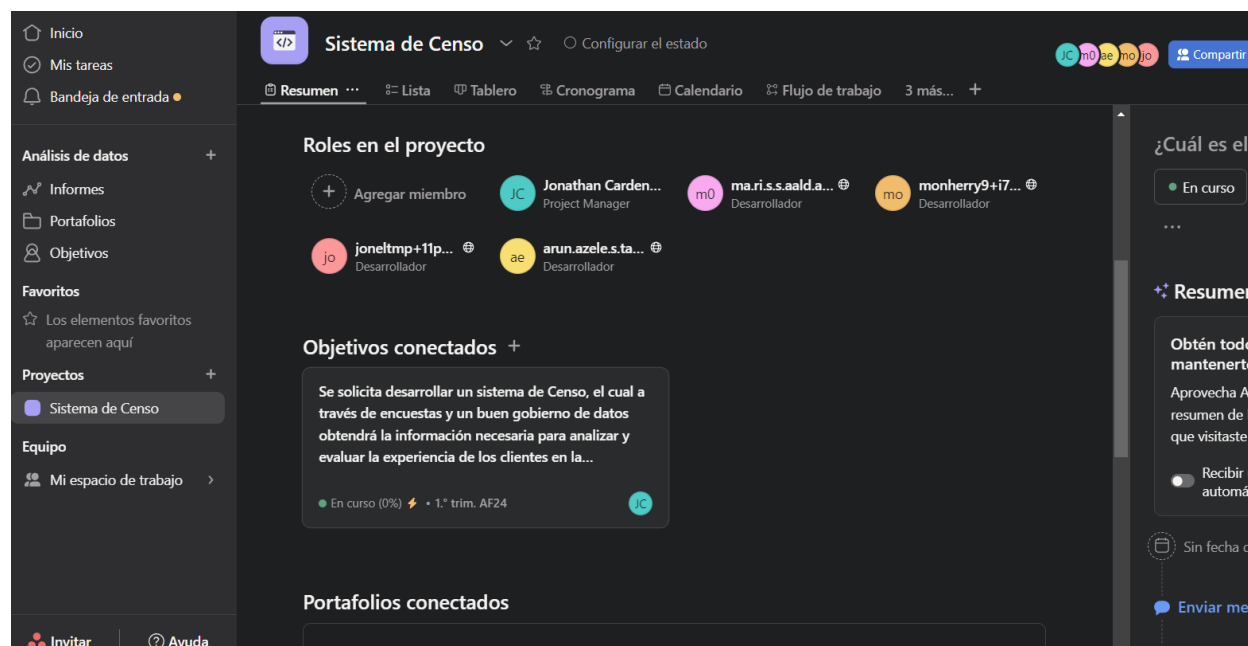 Inicio
Mis tareas
Bandeja de entrada
Análisis de datos
Informes
Portafolios
Objetivos
Favoritos
Los elementos favoritos
aparecen aquí
Proyectos
Sistema de Censo
Equipo
Mi espacio de trabajo
Invitar
Ayuda
Sistema de Censo
Configurar el estado
JC m0 ae mo jo
Compartir
Resumen
Lista
Tablero
Cronograma
Calendario
Flujo de trabajo
3 más...
Roles en el proyecto
Agregar miembro
JC
Jonathan Carden...
Project Manager
m0
ma.ri.s.s.aald.a...
Desarrollador
mo
monherry9+i7...
Desarrollador
jo
joneltmp+11p...
Desarrollador
ae
arun.azele.s.ta...
Desarrollador
Objetivos conectados
Se solicita desarrollar un sistema de Censo, el cual a
través de encuestas y un buen gobierno de datos
obtendrá la información necesaria para analizar y
evaluar la experiencia de los clientes en la...
En curso (0%) • 1.° trim. AF24
JC
Portafolios conectados
¿Cuál es el
En curso
...
Resumen
Obtén todo
mantenerte
Aprovecha A
resumen de
que visitaste
Recibir
automá
Sin fecha
Enviar me